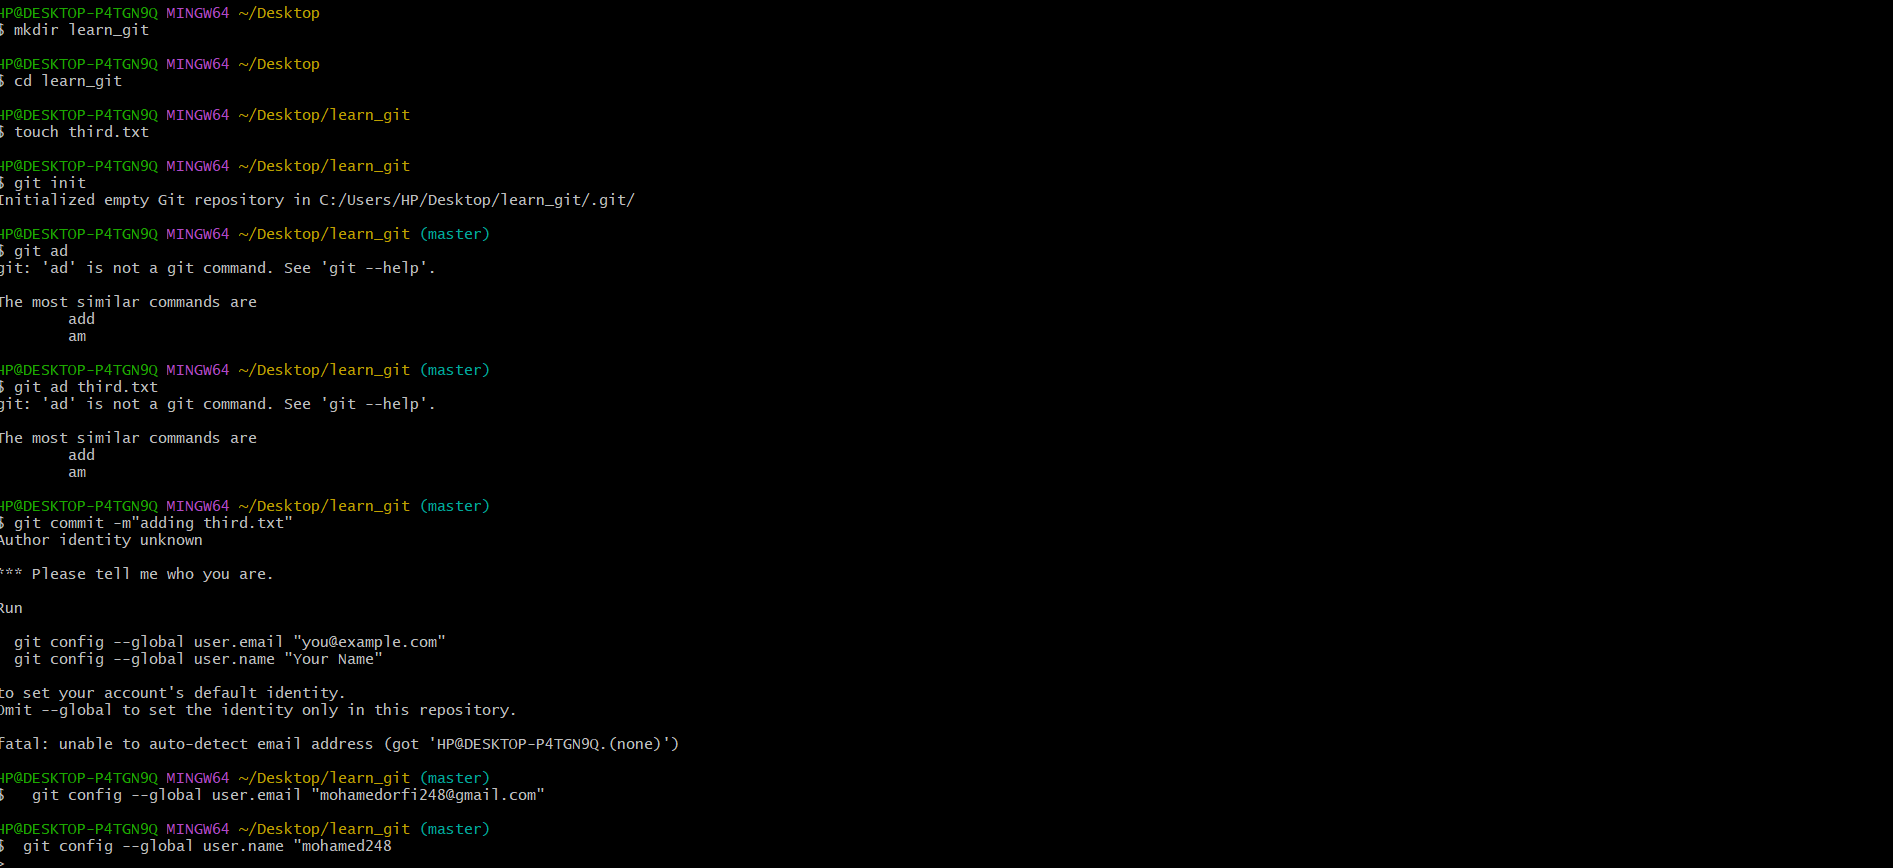 HP@DESKTOP-P4TGN9Q MINGW64 ~/Desktop
$ mkdir learn_git
HP@DESKTOP-P4TGN9Q MINGW64 ~/Desktop
$ cd learn_git
HP@DESKTOP-P4TGN9Q MINGW64 ~/Desktop/learn_git
$ touch third.txt
HP@DESKTOP-P4TGN9Q MINGW64 ~/Desktop/learn_git
$ git init
Initialized empty Git repository in C:/Users/HP/Desktop/learn_git/.git/
HP@DESKTOP-P4TGN9Q MINGW64 ~/Desktop/learn_git (master)
$ git ad
git: 'ad' is not a git command. See 'git --help'.
The most similar commands are
add
am
HP@DESKTOP-P4TGN9Q MINGW64 ~/Desktop/learn_git (master)
$ git ad third.txt
git: 'ad' is not a git command. See 'git --help'.
The most similar commands are
add
am
HP@DESKTOP-P4TGN9Q MINGW64 ~/Desktop/learn_git (master)
$ git commit -m"adding third.txt"
Author identity unknown
*** Please tell me who you are.
Run
git config --global user.email "you@example.com"
git config --global user.name "Your Name"
to set your account's default identity.
Omit --global to set the identity only in this repository.
fatal: unable to auto-detect email address (got 'HP@DESKTOP-P4TGN9Q.(none)')
HP@DESKTOP-P4TGN9Q MINGW64 ~/Desktop/learn_git (master)
$ git config --global user.email "mohamedorfi248@gmail.com"
HP@DESKTOP-P4TGN9Q MINGW64 ~/Desktop/learn_git (master)
$ git config --global user.name "mohamed248
>